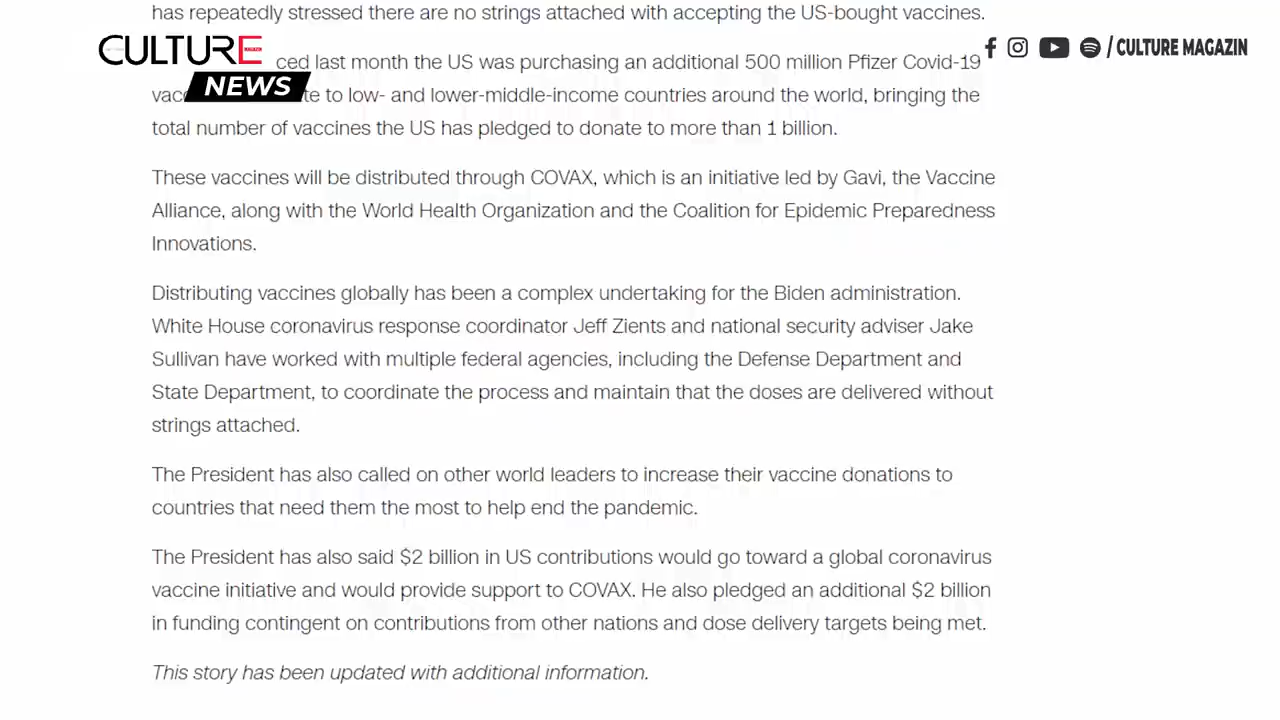 has repeatedly stressed there are no strings attached with accepting the US-bought vaccines.
CULTURE
NEWS
/ CULTURE MAGAZIN
ced last month the US was purchasing an additional 500 million Pfizer Covid-19
vacc te to low- and lower-middle-income countries around the world, bringing the
total number of vaccines the US has pledged to donate to more than 1 billion.
These vaccines will be distributed through COVAX, which is an initiative led by Gavi, the Vaccine
Alliance, along with the World Health Organization and the Coalition for Epidemic Preparedness
Innovations.
Distributing vaccines globally has been a complex undertaking for the Biden administration.
White House coronavirus response coordinator Jeff Zients and national security adviser Jake
Sullivan have worked with multiple federal agencies, including the Defense Department and
State Department, to coordinate the process and maintain that the doses are delivered without
strings attached.
The President has also called on other world leaders to increase their vaccine donations to
countries that need them the most to help end the pandemic.
The President has also said $2 billion in US contributions would go toward a global coronavirus
vaccine initiative and would provide support to COVAX. He also pledged an additional $2 billion
in funding contingent on contributions from other nations and dose delivery targets being met.
This story has been updated with additional information.